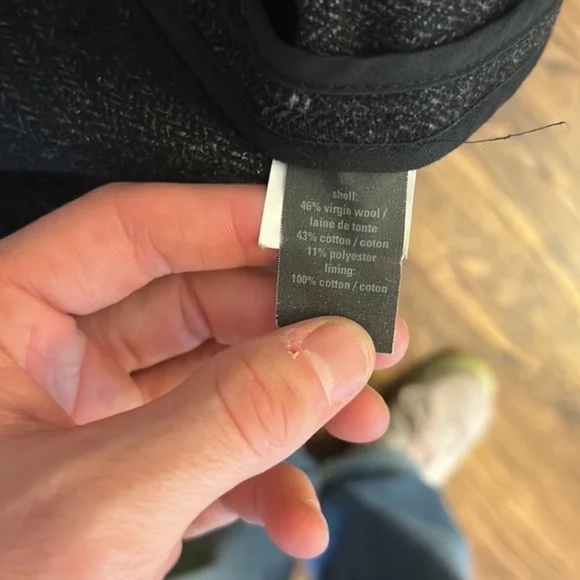 shell:
46% virgin wool /
laine de tonte
43% cotton / coton
11% polyester
lining:
100% cotton / coton